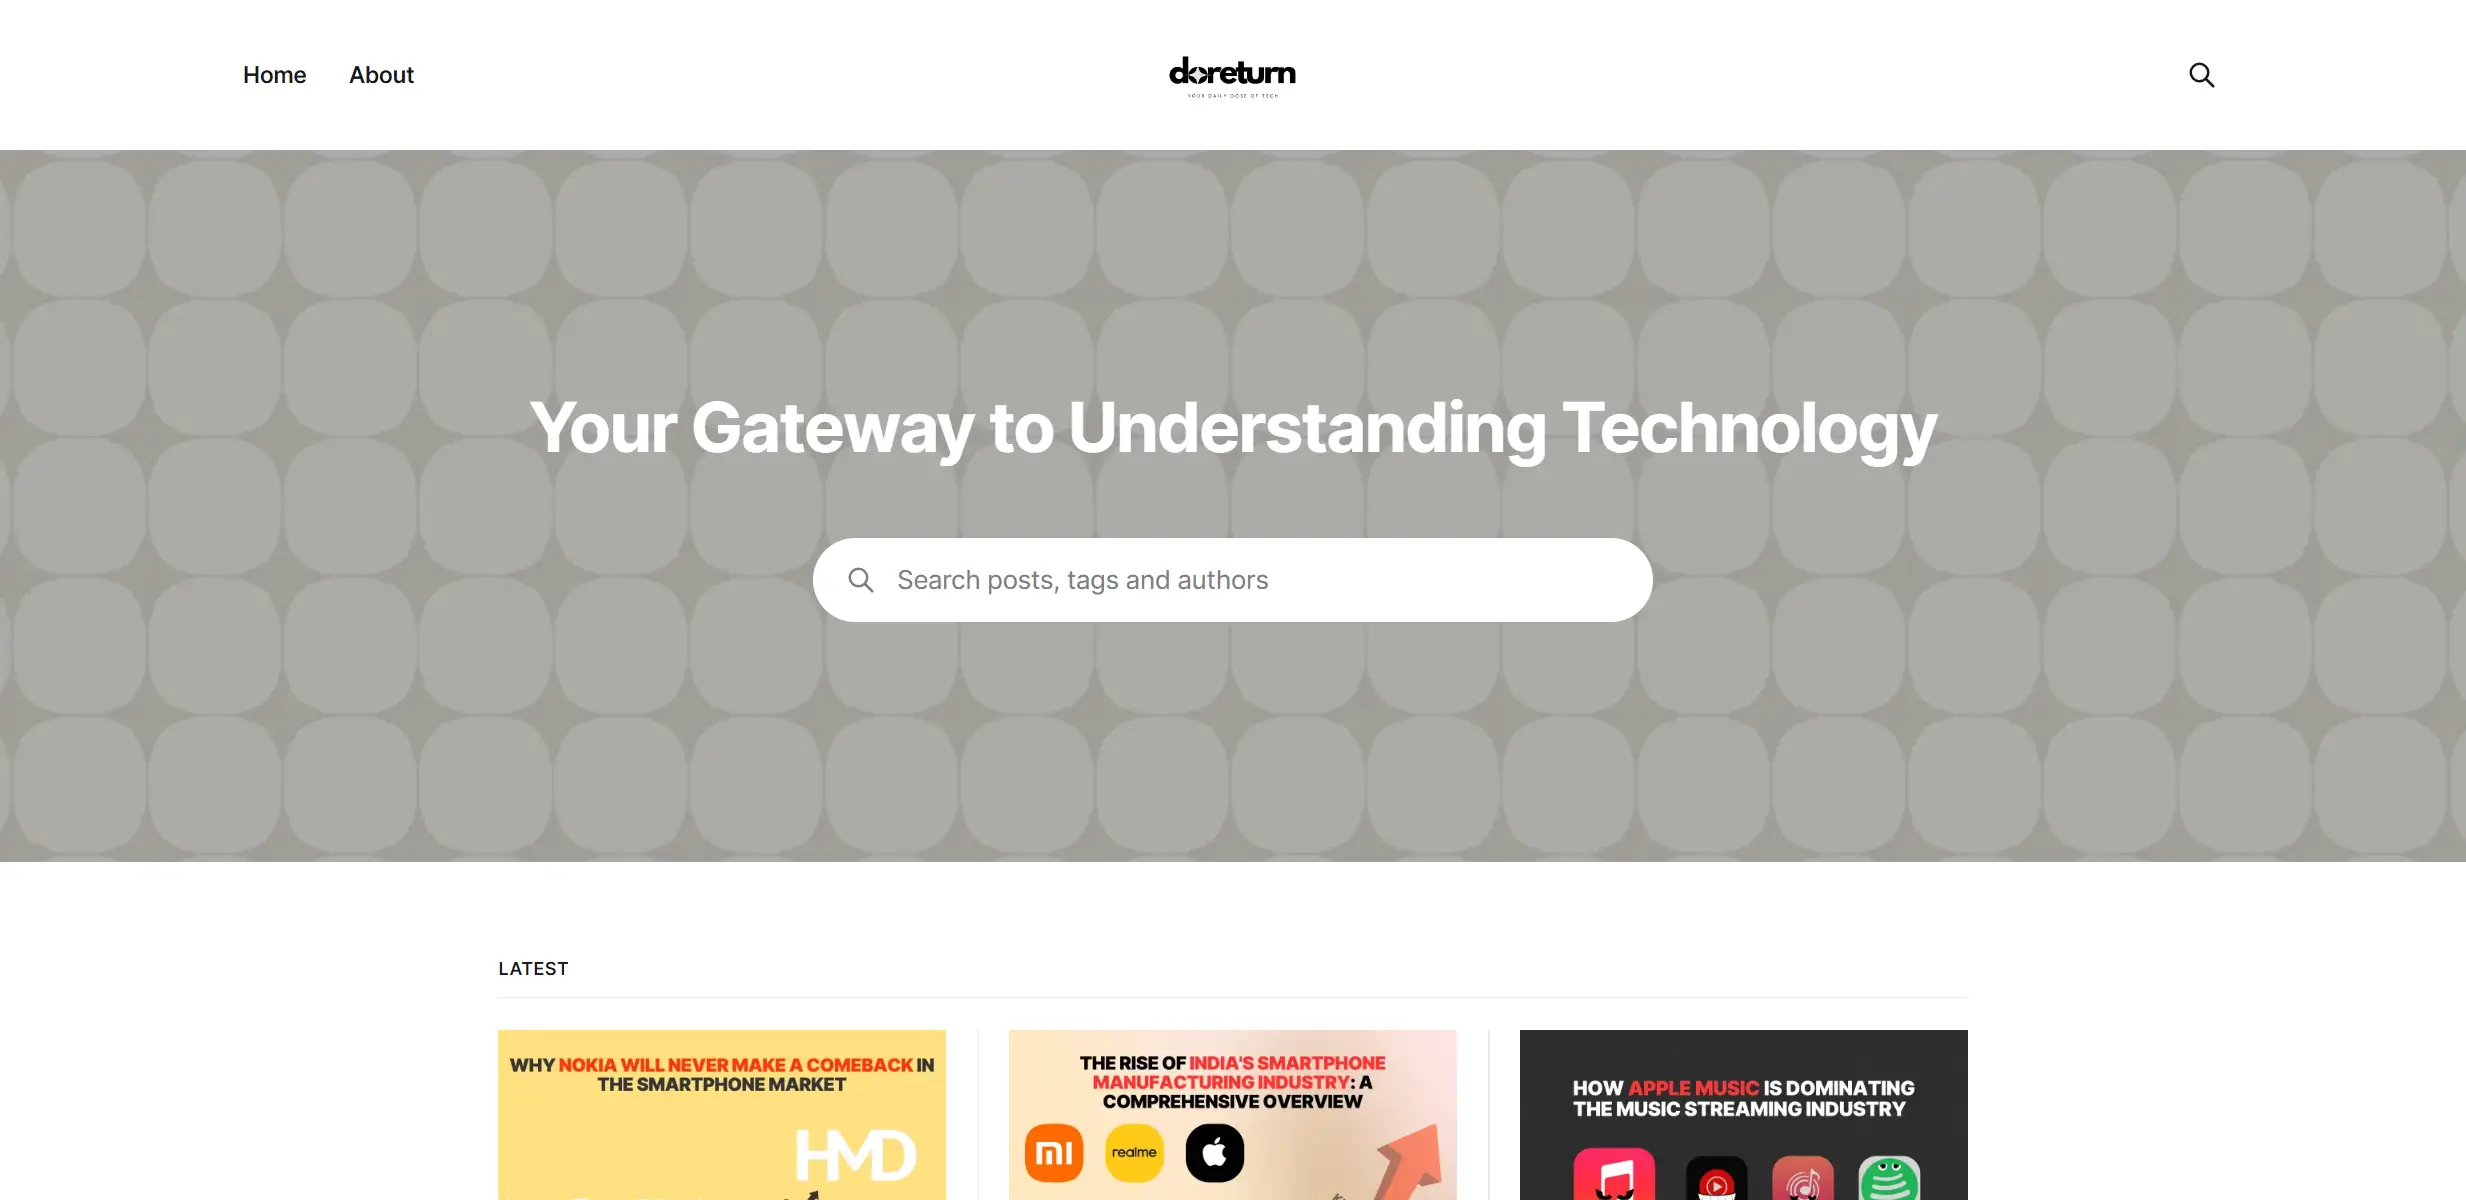 Home
About
doreturn
YOUR DAILY DOSE OF TECH
Your Gateway to Understanding Technology
Search posts, tags and authors
LATEST
WHY NOKIA WILL NEVER MAKE A COMEBACK IN
THE SMARTPHONE MARKET
HMD
THE RISE OF INDIA'S SMARTPHONE
MANUFACTURING INDUSTRY: A
COMPREHENSIVE OVERVIEW
mi
realme
HOW APPLE MUSIC IS DOMINATING
THE MUSIC STREAMING INDUSTRY